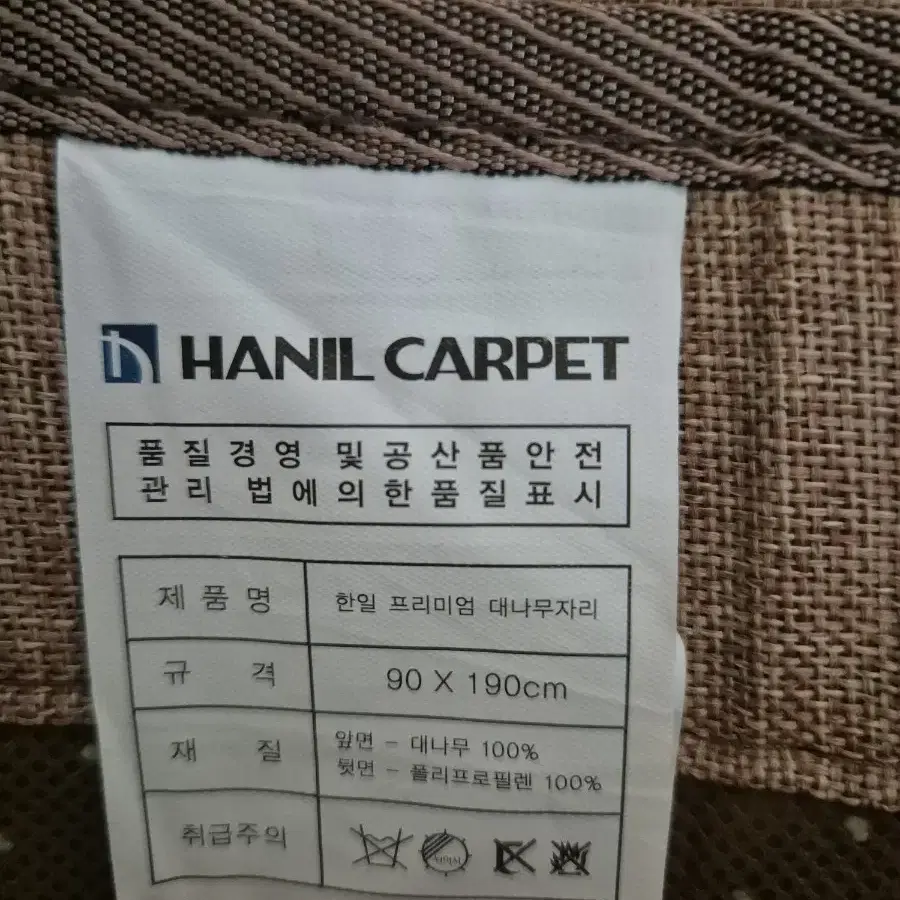 HANIL CARPET
품질경영 및 공산품안전
관리 법에의한품질표시
제품명 한일 프리미엄 대나무자리
규격 90 X 190cm
재질 앞면 - 대나무 100%
뒷면 - 폴리프로필렌 100%
취급주의